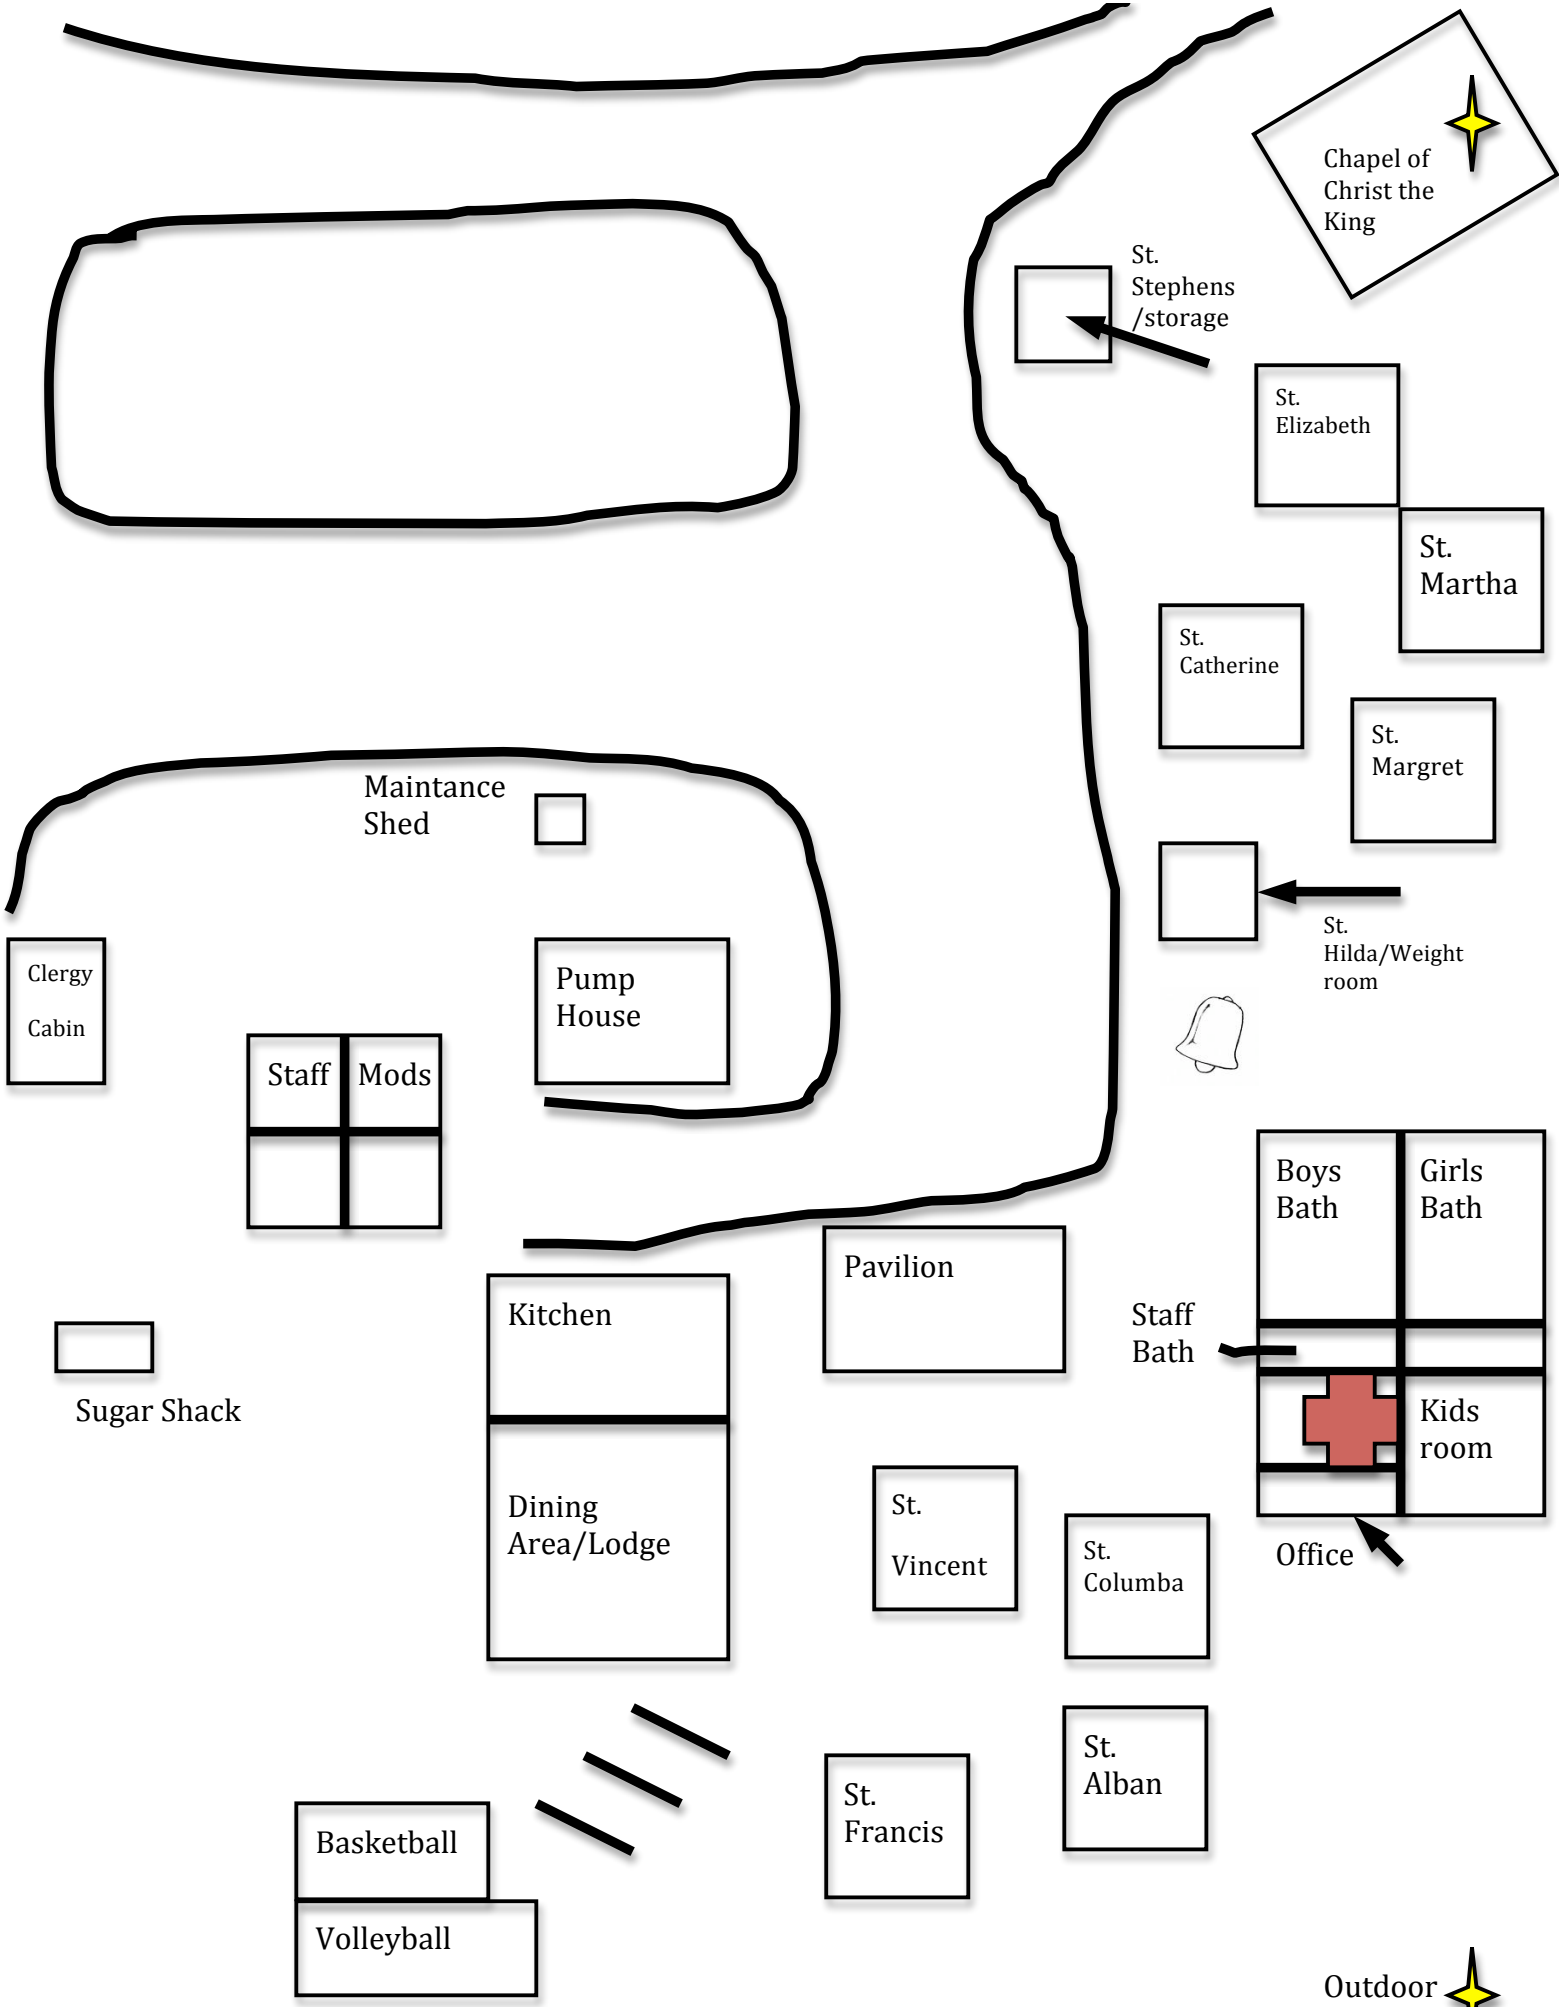 Chapel of
Christ the
King
St.
Stephens
/storage
St.
Elizabeth
St.
Martha
St.
Catherine
St.
Margret
Maintance
Shed
St.
Hilda/Weight
room
Clergy
Cabin
Pump
House
Staff
Mods
Boys
Bath
Girls
Bath
Pavilion
Kitchen
Staff
Bath
Sugar Shack
Kids
room
Dining
Area/Lodge
St.
Vincent
St.
Columba
Office
St.
Alban
St.
Francis
Basketball
Volleyball
Outdoor